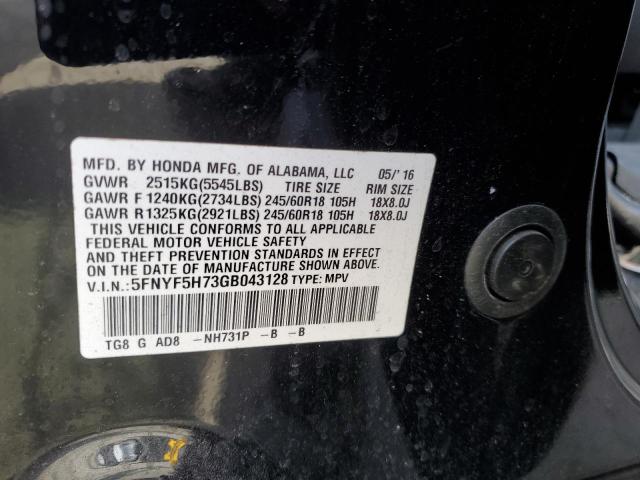 MFD. BY HONDA MFG. OF ALABAMA, LLC 05/'16
GVWR 2515KG(5545LBS) TIRE SIZE RIM SIZE
GAWR F 1240KG(2734LBS) 245/60R18 105H 18X8.0J
GAWR R 1325KG(2921LBS) 245/60R18 105H 18X8.0J
THIS VEHICLE CONFORMS TO ALL APPLICABLE
FEDERAL MOTOR VEHICLE SAFETY
AND THEFT PREVENTION STANDARDS IN EFFECT
ON THE DATE OF MANUFACTURE SHOWN ABOVE.
V.I.N.: 5FNYF5H73GB043128 TYPE: MPV
TG8 G AD8 -NH731P -B -B